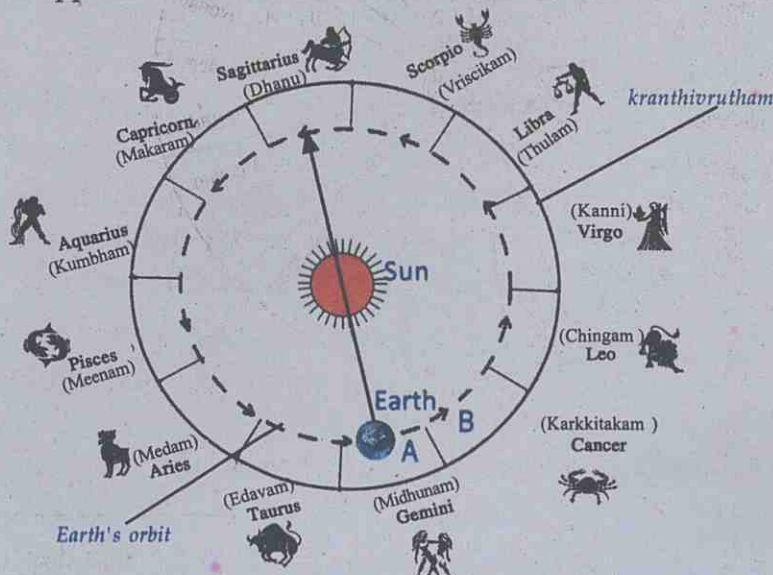 Sagittarius
(Dhanu)
Scorpio
(Vriscikam)
kranthivrutham
Capricorn
(Makaram)
Libra
(Thulam)
(Kanni)
Virgo
Aquarius
(Kumbham)
Sun
(Chingam)
Leo
Pisces
(Meenam)
Earth
B
A
(Karkkitakam )
Cancer
(Medam)
Aries
(Edavam)
Taurus
(Midhunam)
Gemini
Earth's orbit